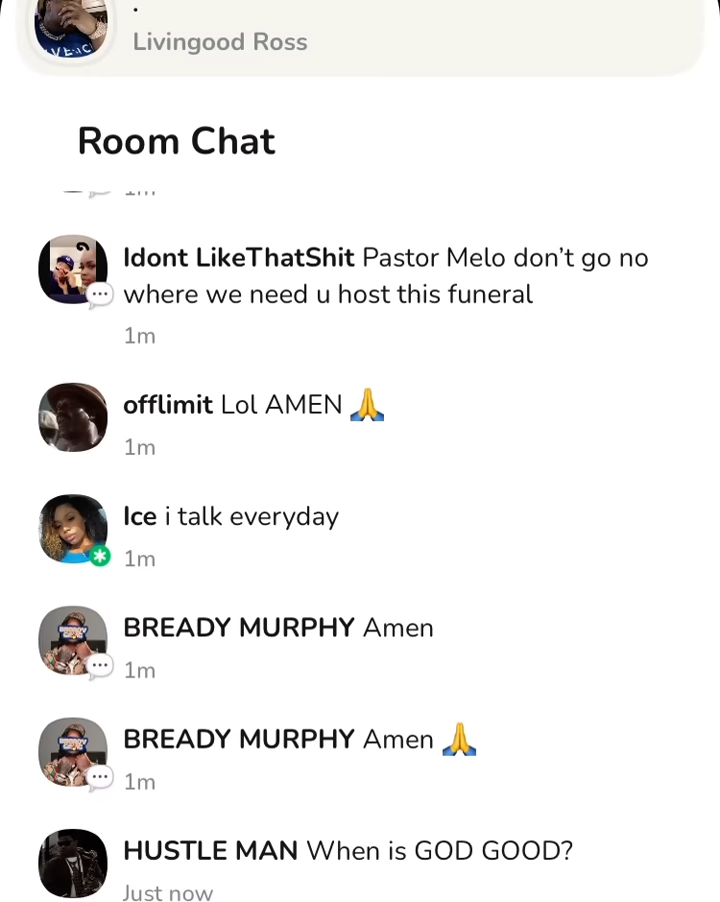 .
Livingood Ross
Room Chat
1m
Idont LikeThatShit Pastor Melo don’t go no
where we need u host this funeral
1m
offlimit Lol AMEN 🙏
1m
Ice i talk everyday
1m
BREADY MURPHY Amen
1m
BREADY MURPHY Amen 🙏
1m
HUSTLE MAN When is GOD GOOD?
Just now